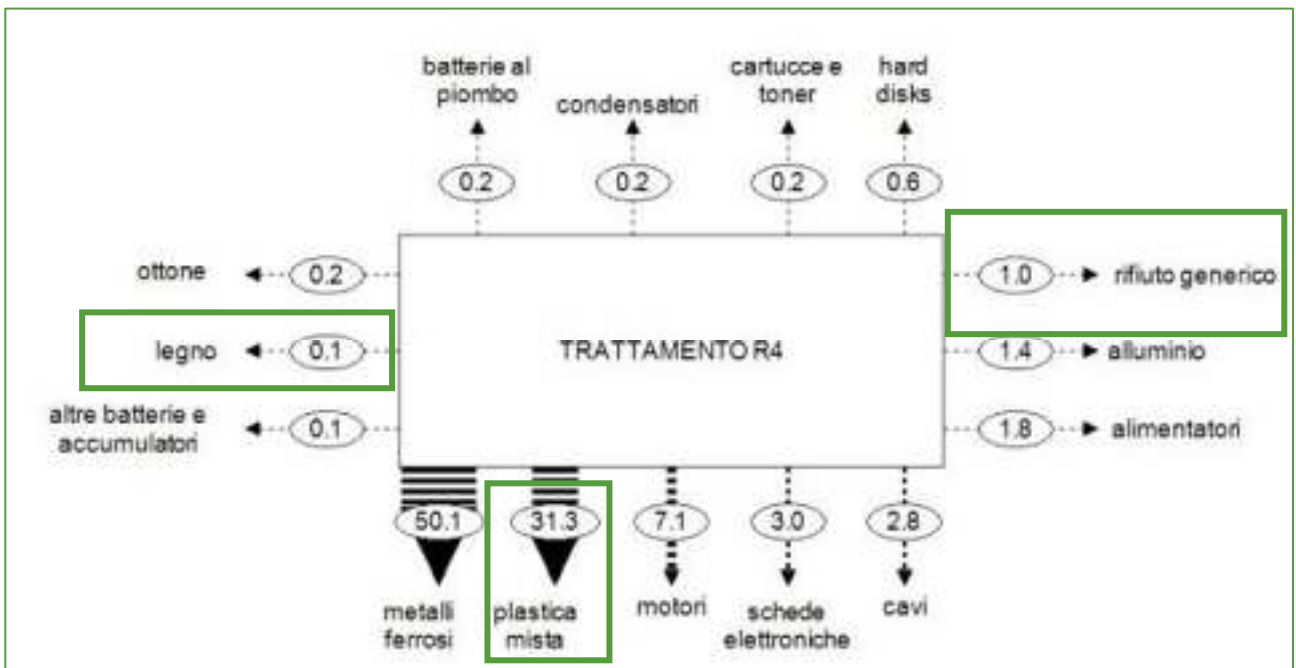 batterie al
piombo
condensatori
cartucce e
toner
hard
disks
0.2
0.2
0.2
0.6
ottone
0.2
1.0
rifiuto generico
legno
0.1
TRATTAMENTO R4
1.4
alluminio
altre batterie e
accumulatori
0.1
1.8
alimentatori
50.1
31.3
7.1
3.0
2.8
metalli
ferrosi
plastica
mista
motori
schede
elettroniche
cavi